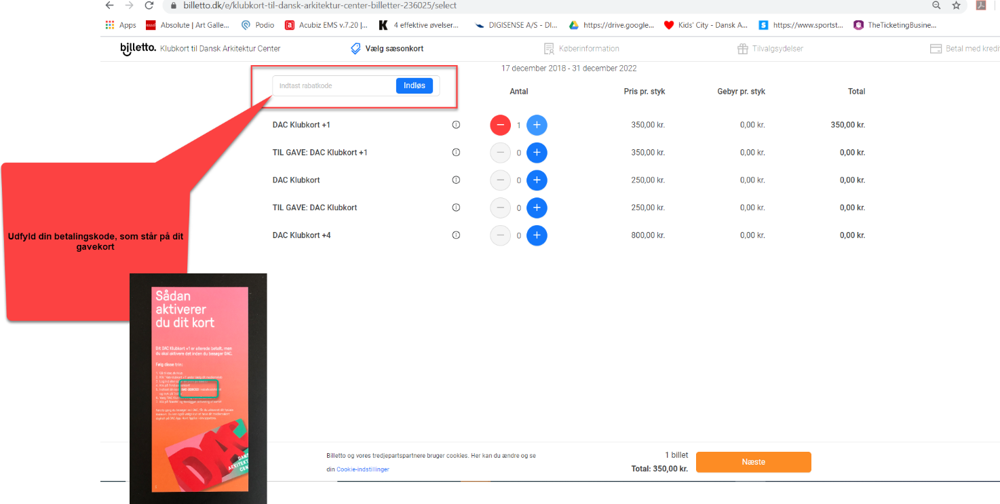 billetto.dk/e/klubkort-til-dansk-arkitektur-center-billetter-236025/select
Apps Absolute | Art Galle... Podio Acubiz EMS v.7.20 |... 4 effektive øvelser... DIGISENSE A/S - DI... https://drive.google... Kids' City - Dansk A... https://www.sportst... TheTicketingBusine...
billetto. Klubkort til Dansk Arkitektur Center Vælg sæsonkort Køberinformation Tilvalgsydelser Betal med kredi
17 december 2018 - 31 december 2022
Indtast rabatkode Indløs
Antal Pris pr. styk Gebyr pr. styk Total
DAC Klubkort +1 1 350,00 kr. 0,00 kr. 350,00 kr.
TIL GAVE: DAC Klubkort +1 0 350,00 kr. 0,00 kr. 0,00 kr.
DAC Klubkort 0 250,00 kr. 0,00 kr. 0,00 kr.
TIL GAVE: DAC Klubkort 0 250,00 kr. 0,00 kr. 0,00 kr.
DAC Klubkort +4 0 800,00 kr. 0,00 kr. 0,00 kr.
Udfyld din betalingskode, som står på dit
gavekort
Sådan
aktiverer
du dit kort
Dit DAC Klubkort +1 er allerede betalt, men
du skal aktivere det inden du besøger DAC.
Følg disse trin:
DAC
DANS
ARKITEKT
CEN
Billetto og vores tredjepartspartnere bruger cookies. Her kan du ændre og se
din Cookie-indstillinger
1 billet
Total: 350,00 kr.
Næste